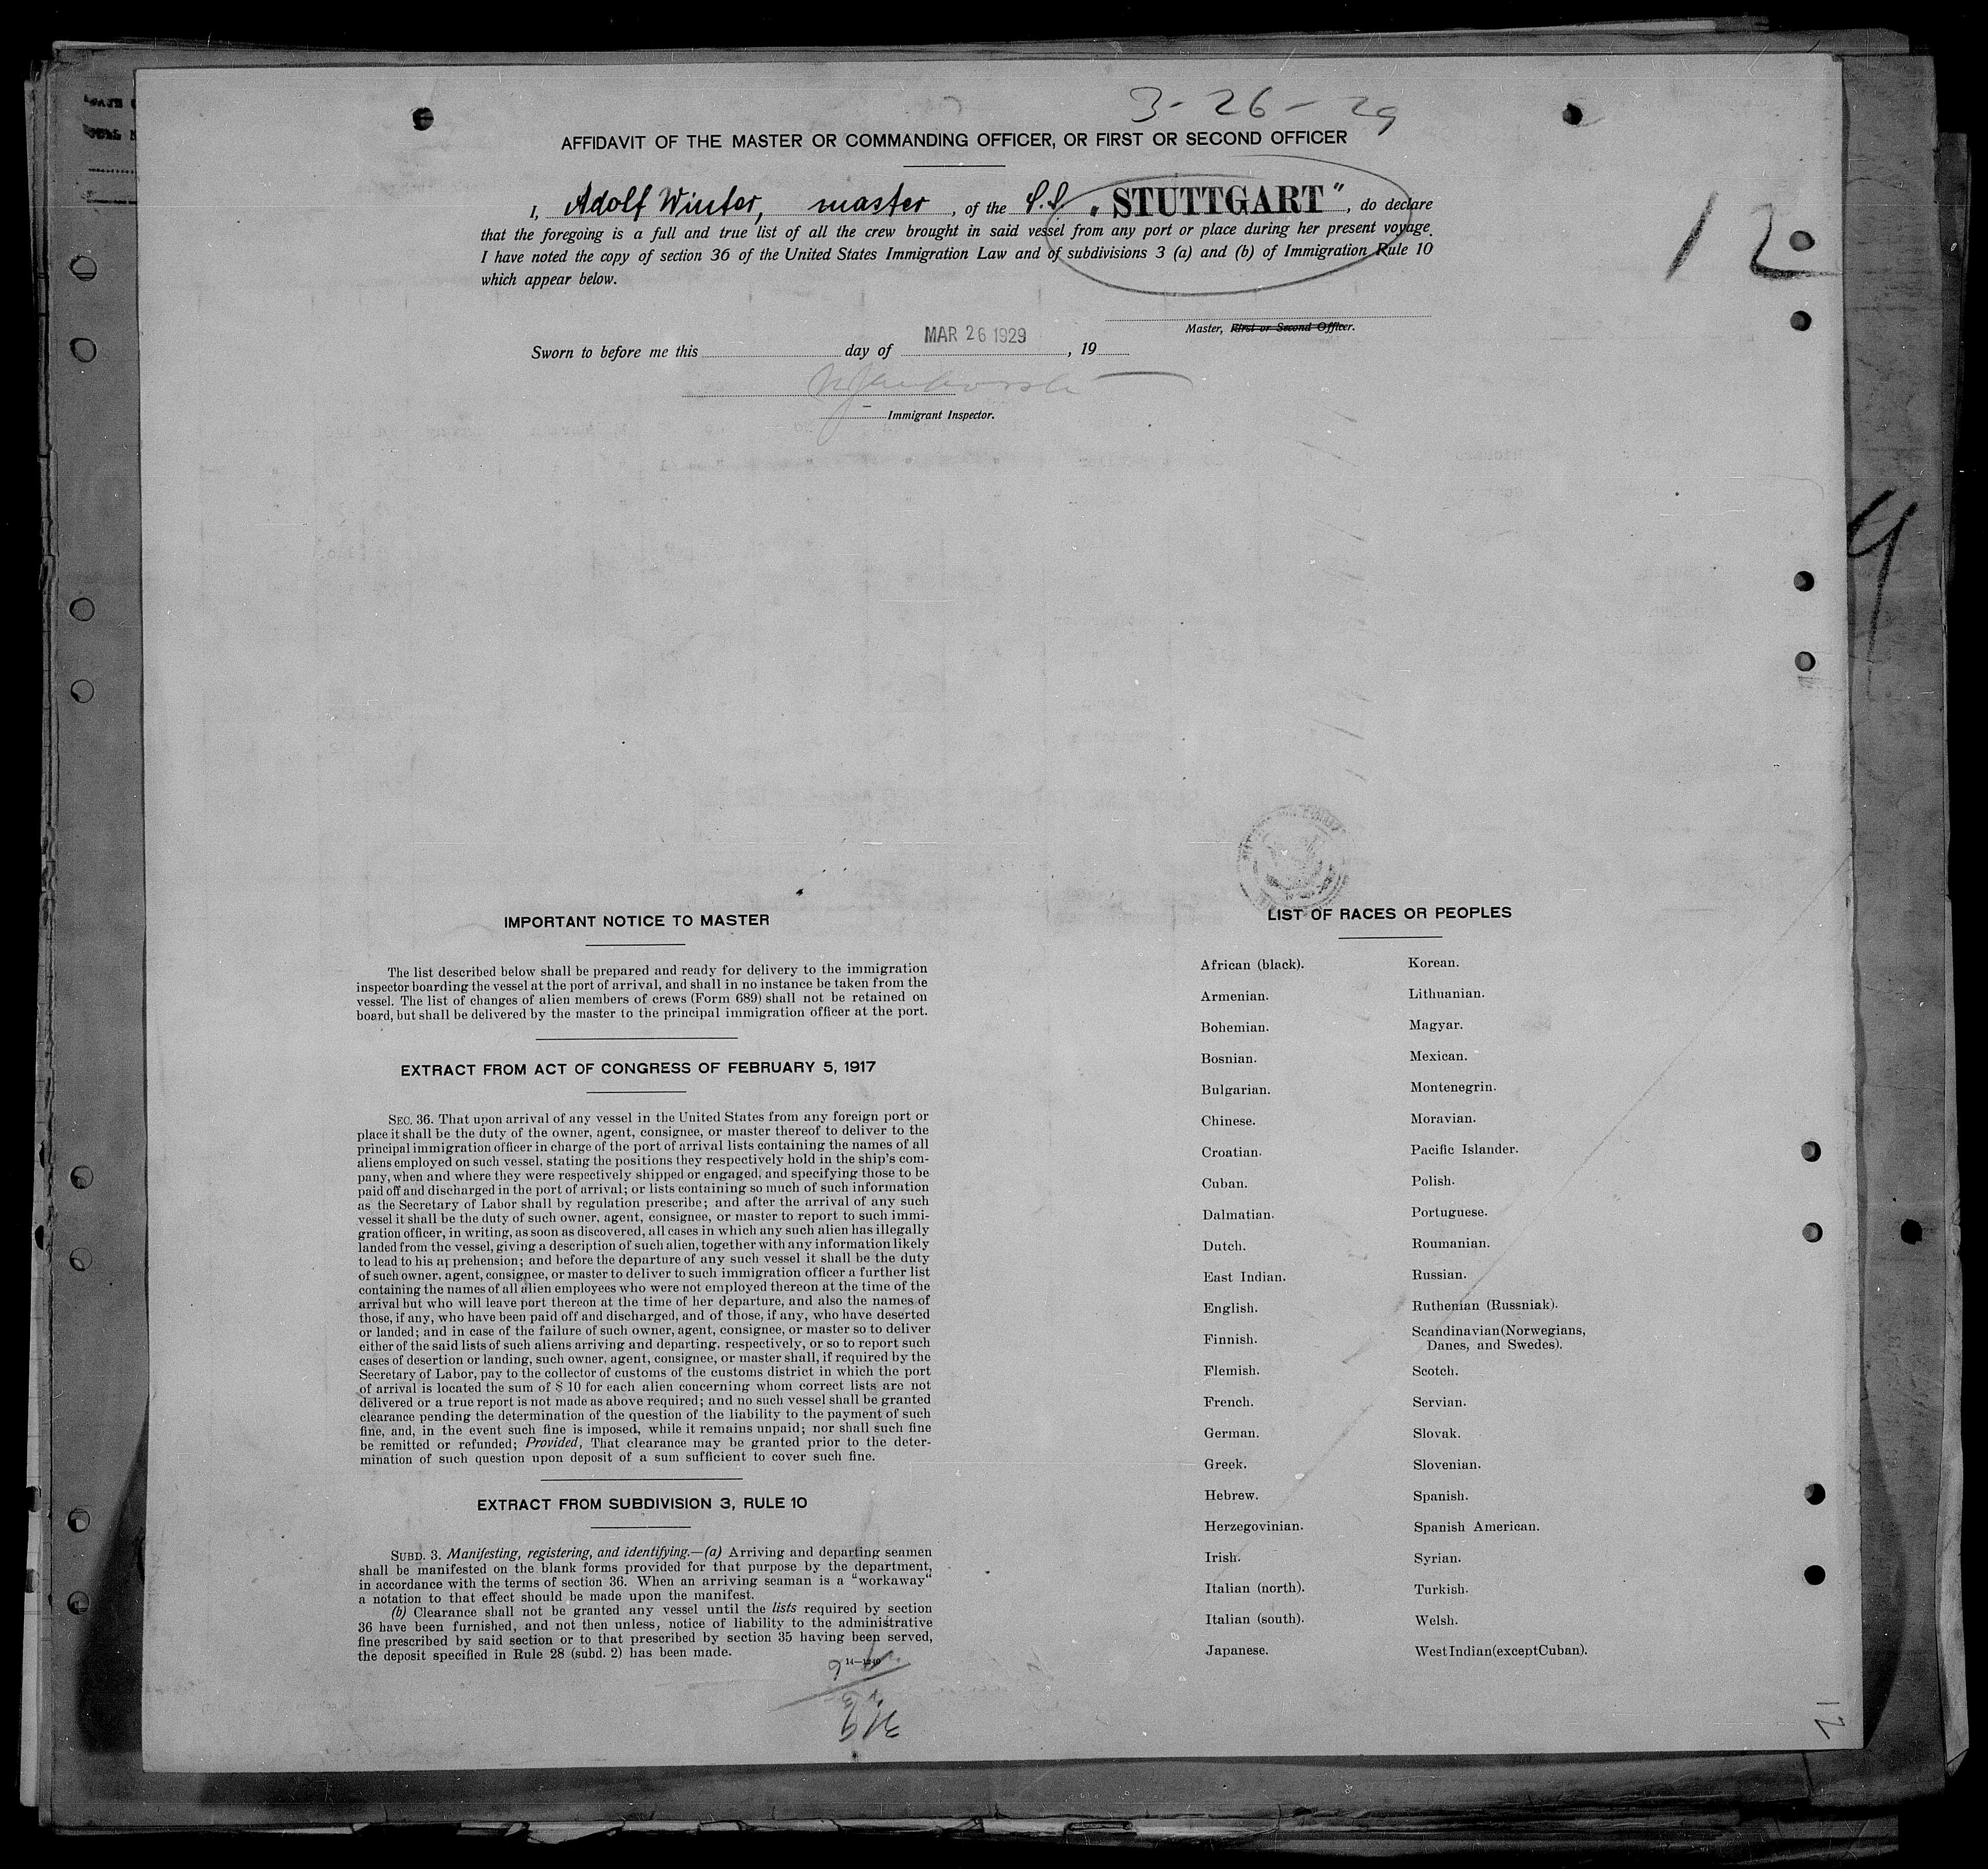 3-26-29
AFFIDAVIT OF THE MASTER OR COMMANDING OFFICER, OR FIRST OR SECOND OFFICER
I, Adolf Winter, master, of the S.S. „STUTTGART", do declare
that the foregoing is a full and true list of all the crew brought in said vessel from any port or place during her present voyage.
I have noted the copy of section 36 of the United States Immigration Law and of subdivisions 3 (a) and (b) of Immigration Rule 10
which appear below.
12
Master, First or Second Officer.
MAR 26 1929
Sworn to before me this day of , 19
Immigrant Inspector.
9
IMPORTANT NOTICE TO MASTER
The list described below shall be prepared and ready for delivery to the immigration
inspector boarding the vessel at the port of arrival, and shall in no instance be taken from the
vessel. The list of changes of alien members of crews (Form 689) shall not be retained on
board, but shall be delivered by the master to the principal immigration officer at the port.
EXTRACT FROM ACT OF CONGRESS OF FEBRUARY 5, 1917
SEC. 36. That upon arrival of any vessel in the United States from any foreign port or
place it shall be the duty of the owner, agent, consignee, or master thereof to deliver to the
principal immigration officer in charge of the port of arrival lists containing the names of all
aliens employed on such vessel, stating the positions they respectively hold in the ship's com-
pany, when and where they were respectively shipped or engaged, and specifying those to be
paid off and discharged in the port of arrival; or lists containing so much of such information
as the Secretary of Labor shall by regulation prescribe; and after the arrival of any such
vessel it shall be the duty of such owner, agent, consignee, or master to report to such immi-
gration officer, in writing, as soon as discovered, all cases in which any such alien has illegally
landed from the vessel, giving a description of such alien, together with any information likely
to lead to his apprehension; and before the departure of any such vessel it shall be the duty
of such owner, agent, consignee, or master to deliver to such immigration officer a further list
containing the names of all alien employees who were not employed thereon at the time of the
arrival but who will leave port thereon at the time of her departure, and also the names of
those, if any, who have been paid off and discharged, and of those, if any, who have deserted
or landed; and in case of the failure of such owner, agent, consignee, or master so to deliver
either of the said lists of such aliens arriving and departing, respectively, or so to report such
cases of desertion or landing, such owner, agent, consignee, or master shall, if required by the
Secretary of Labor, pay to the collector of customs of the customs district in which the port
of arrival is located the sum of $ 10 for each alien concerning whom correct lists are not
delivered or a true report is not made as above required; and no such vessel shall be granted
clearance pending the determination of the question of the liability to the payment of such
fine, and, in the event such fine is imposed, while it remains unpaid; nor shall such fine
be remitted or refunded; Provided, That clearance may be granted prior to the deter-
mination of such question upon deposit of a sum sufficient to cover such fine.
EXTRACT FROM SUBDIVISION 3, RULE 10
SUBD. 3. Manifesting, registering, and identifying.—(a) Arriving and departing seamen
shall be manifested on the blank forms provided for that purpose by the department,
in accordance with the terms of section 36. When an arriving seaman is a "workaway"
a notation to that effect should be made upon the manifest.
(b) Clearance shall not be granted any vessel until the lists required by section
36 have been furnished, and not then unless, notice of liability to the administrative
fine prescribed by said section or to that prescribed by section 35 having been served,
the deposit specified in Rule 28 (subd. 2) has been made.
LIST OF RACES OR PEOPLES
African (black).
Armenian.
Bohemian.
Bosnian.
Bulgarian.
Chinese.
Croatian.
Cuban.
Dalmatian.
Dutch.
East Indian.
English.
Finnish.
Flemish.
French.
German.
Greek.
Hebrew.
Herzegovinian.
Irish.
Italian (north).
Italian (south).
Japanese.
Korean.
Lithuanian.
Magyar.
Mexican.
Montenegrin.
Moravian.
Pacific Islander.
Polish.
Portuguese.
Roumanian.
Russian.
Ruthenian (Russniak).
Scandinavian (Norwegians,
Danes, and Swedes).
Scotch.
Servian.
Slovak.
Slovenian.
Spanish.
Spanish American.
Syrian.
Turkish.
Welsh.
West Indian (except Cuban).
12